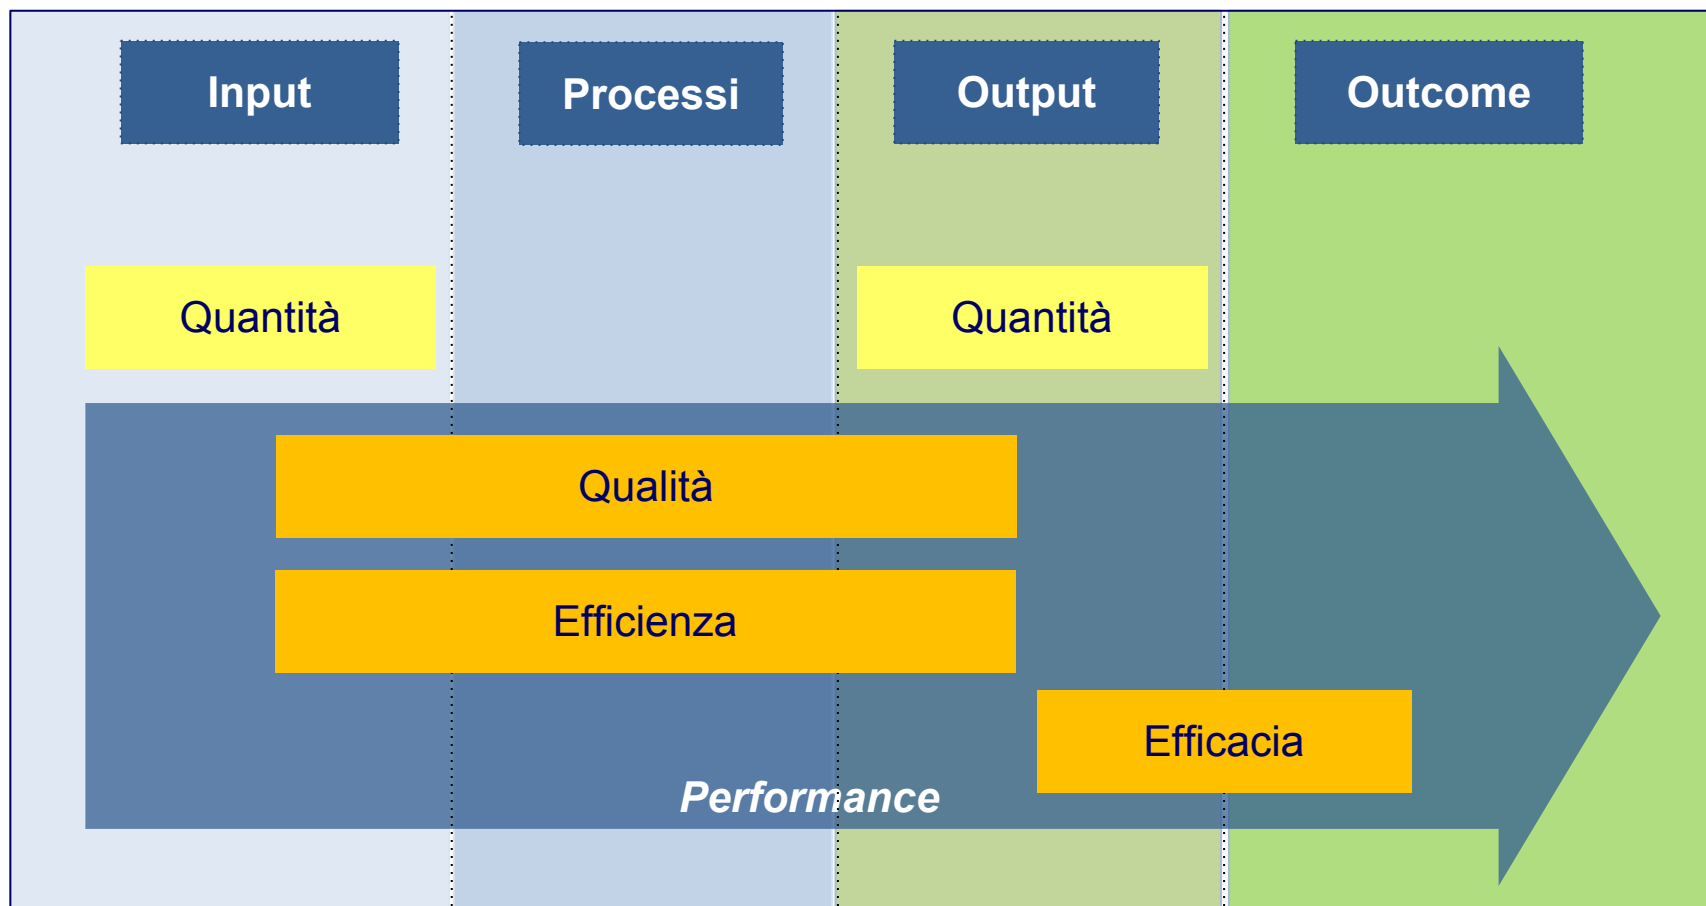 Input
Processi
Output
Outcome
Quantità
Quantità
Qualità
Efficienza
Efficacia
Performance